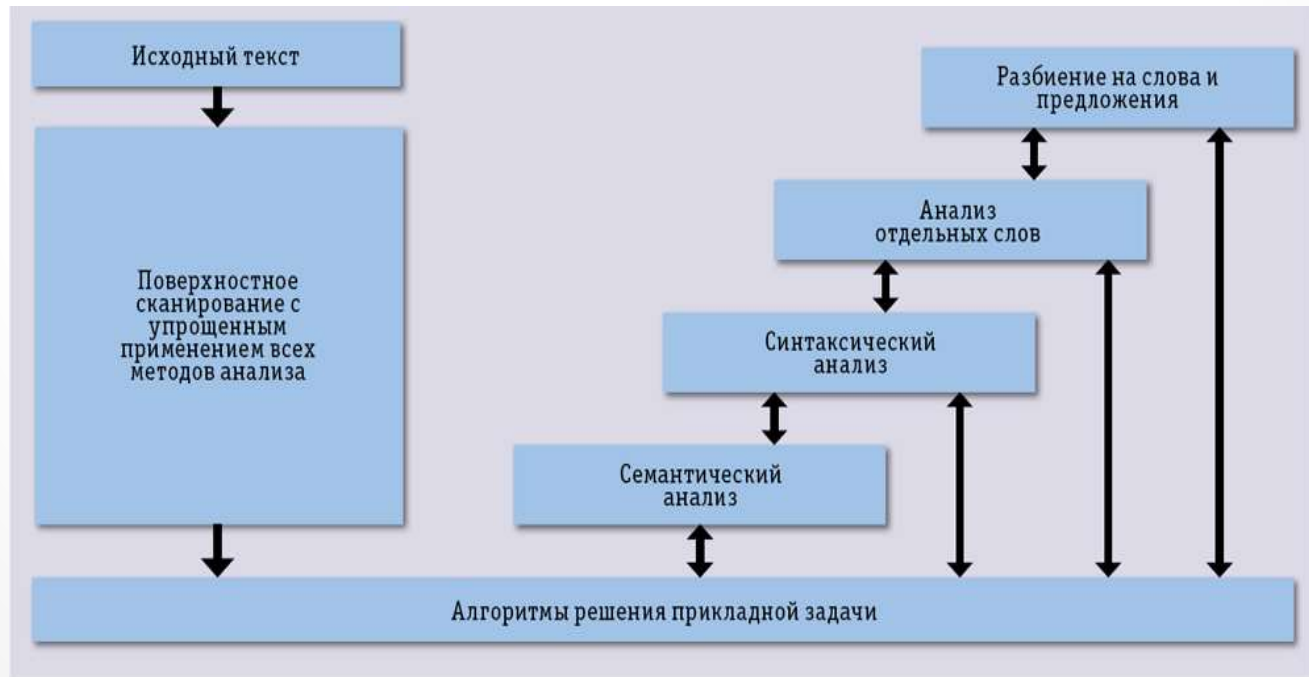 Исходный текст
Разбиение на слова и
предложения
Анализ
отдельных слов
Поверхностное
сканирование с
упрощенным
применением всех
методов анализа
Синтаксический
анализ
Семантический
анализ
Алгоритмы решения прикладной задачи